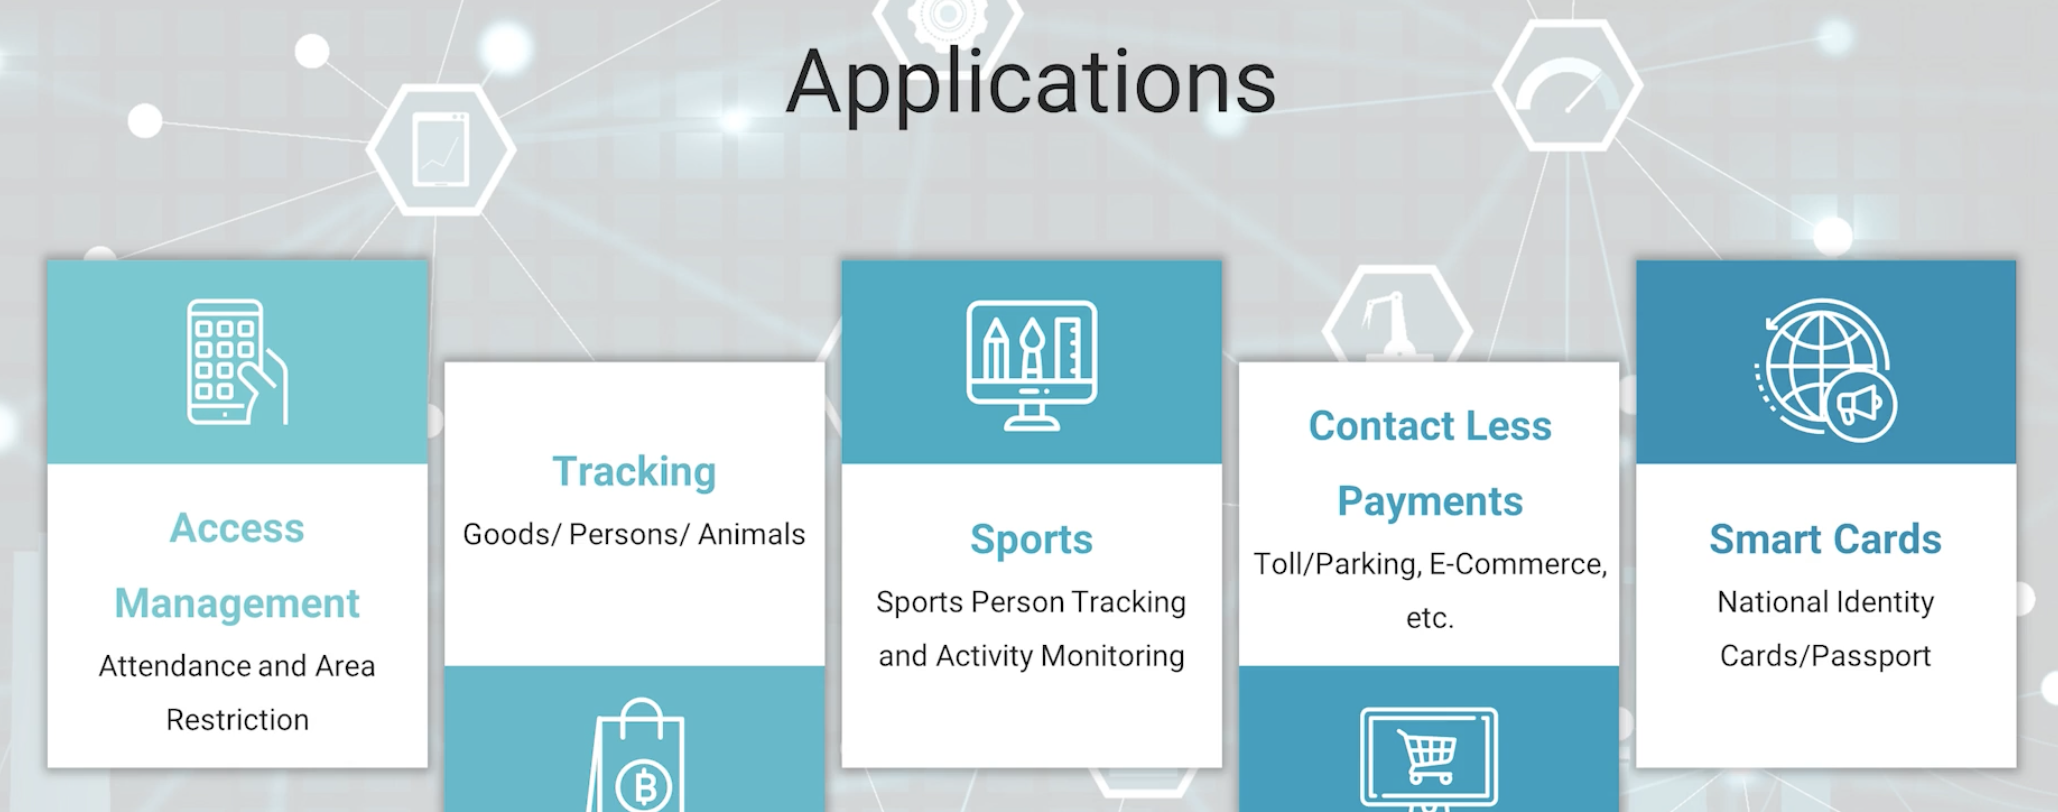 Applications
Access
Management
Attendance and Area
Restriction
Tracking
Goods/ Persons/ Animals
Sports
Sports Person Tracking
and Activity Monitoring
Contact Less
Payments
Toll/Parking, E-Commerce,
etc.
Smart Cards
National Identity
Cards/Passport